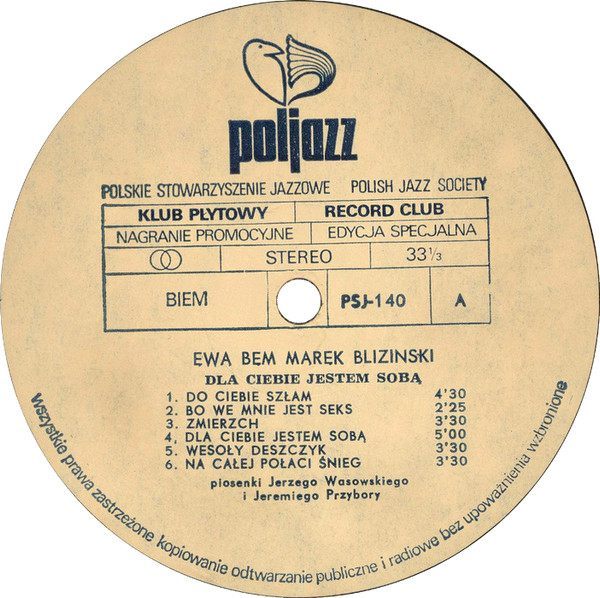 poljazz
POLSKIE STOWARZYSZENIE JAZZOWE POLISH JAZZ SOCIETY
KLUB PŁYTOWY RECORD CLUB
NAGRANIE PROMOCYJNE EDYCJA SPECJALNA
STEREO 33 1/3
BIEM PSJ-140 A
EWA BEM MAREK BLIZINSKI
DLA CIEBIE JESTEM SOBĄ
1. DO CIEBIE SZŁAM 4'30
2. BO WE MNIE JEST SEKS 2'25
3. ZMIERZCH 3'30
4, DLA CIEBIE JESTEM SOBĄ 5'00
5. WESOŁY DESZCZYK 3'30
6. NA CAŁEJ POŁACI ŚNIEG 3'30
piosenki Jerzego Wasowskiego
i Jeremiego Przybory
wszystkie prawa zastrzeżone kopiowanie odtwarzanie publiczne i radiowe bez upoważnienia wzbronione